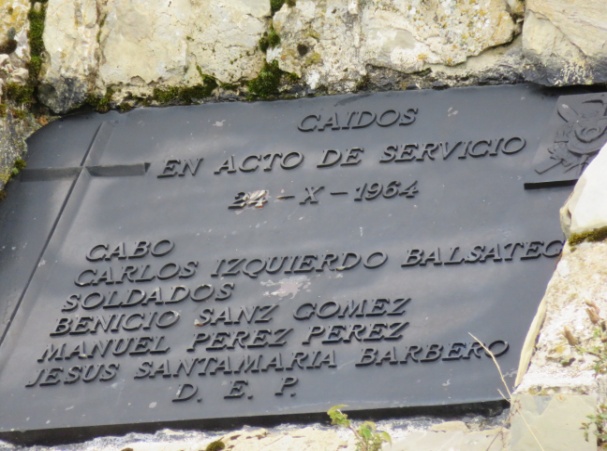 CAIDOS
EN ACTO DE SERVICIO
24-X-1964
CABO
CARLOS IZQUIERDO BALSATEG
SOLDADOS
BENICIO SANZ GOMEZ
MANUEL PEREZ PEREZ
JESUS SANTAMARIA BARBERO
D. E. P.